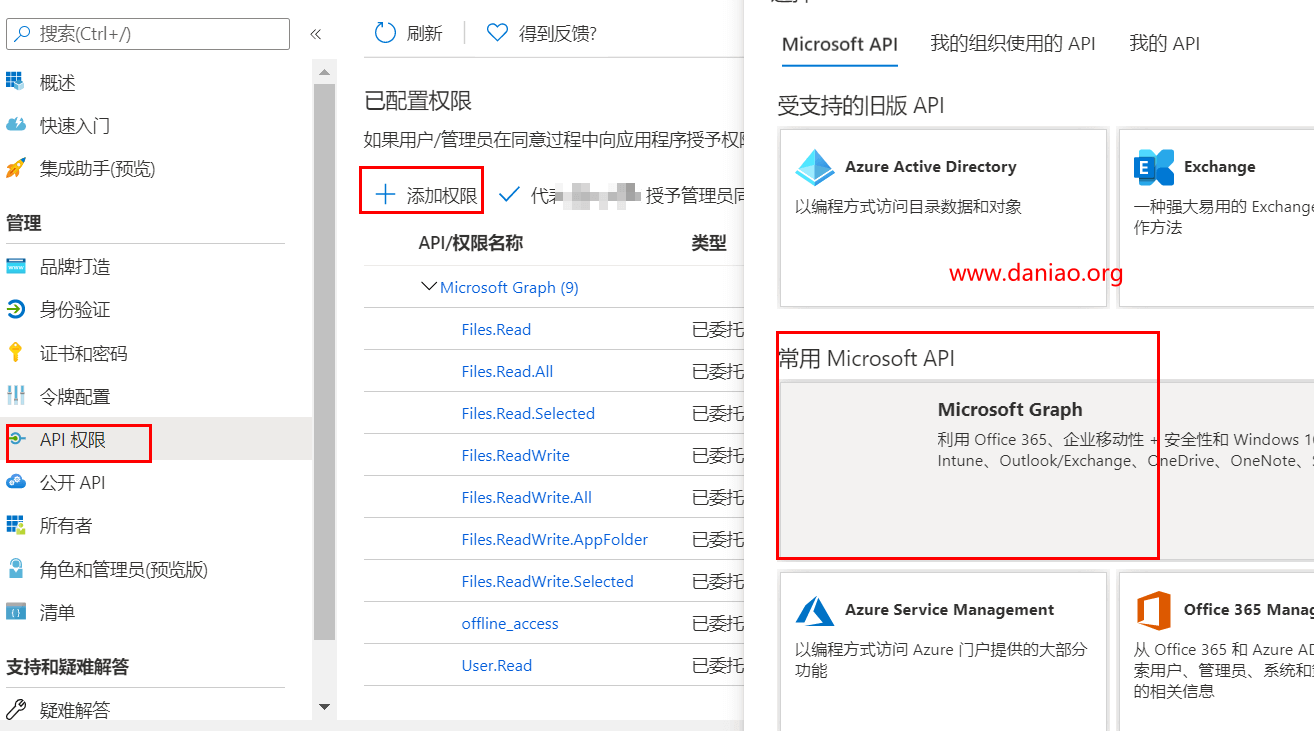 搜索(Ctrl+/)
«
概述
快速入门
集成助手(预览)
管理
品牌打造
身份验证
证书和密码
令牌配置
API 权限
公开 API
所有者
角色和管理员(预览版)
清单
支持和疑难解答
疑难解答
刷新
得到反馈?
已配置权限
如果用户/管理员在同意过程中向应用程序授予权
添加权限
代 授予管理员同
API/权限名称 类型
Microsoft Graph (9)
Files.Read 已委托
Files.Read.All 已委托
Files.Read.Selected 已委托
Files.ReadWrite 已委托
Files.ReadWrite.All 已委托
Files.ReadWrite.AppFolder 已委托
Files.ReadWrite.Selected 已委托
offline_access 已委托
User.Read 已委托
Microsoft API 我的组织使用的 API 我的 API
受支持的旧版 API
Azure Active Directory
以编程方式访问目录数据和对象
Exchange
一种强大易用的 Exchange
作方法
www.daniao.org
常用 Microsoft API
Microsoft Graph
利用 Office 365、企业移动性 + 安全性和 Windows 10
Intune、Outlook/Exchange、OneDrive、OneNote、
Azure Service Management
以编程方式访问 Azure 门户提供的大部分
功能
Office 365 Manag
从 Office 365 和 Azure AD
索用户、管理员、系统和
的相关信息